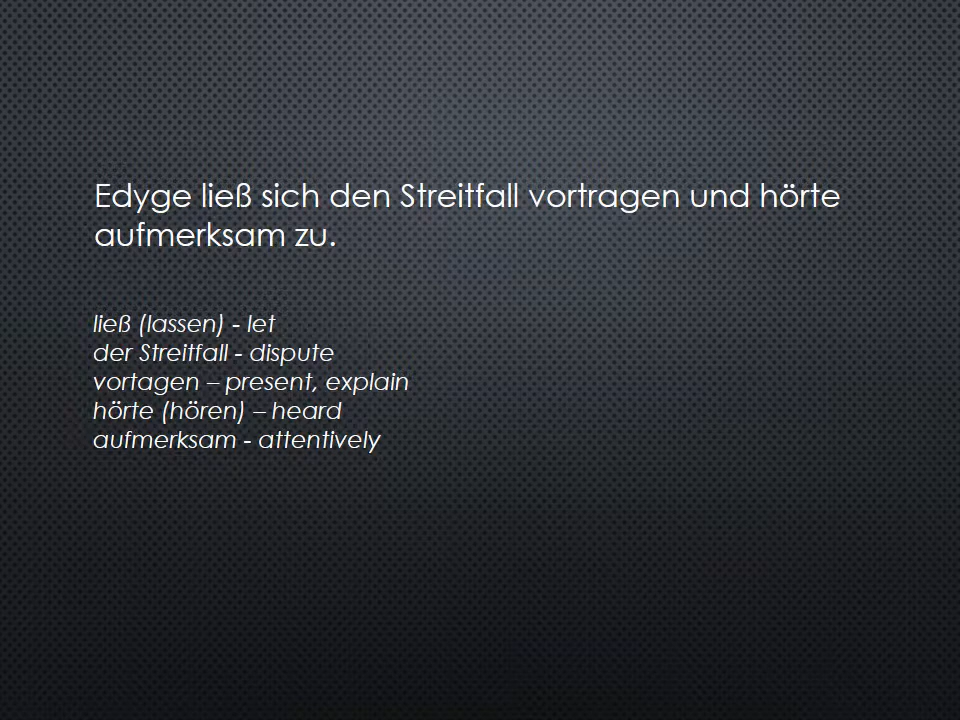 Edyge ließ sich den Streitfall vortragen und hörte
aufmerksam zu.
ließ (lassen) - let
der Streitfall - dispute
vortagen – present, explain
hörte (hören) – heard
aufmerksam - attentively